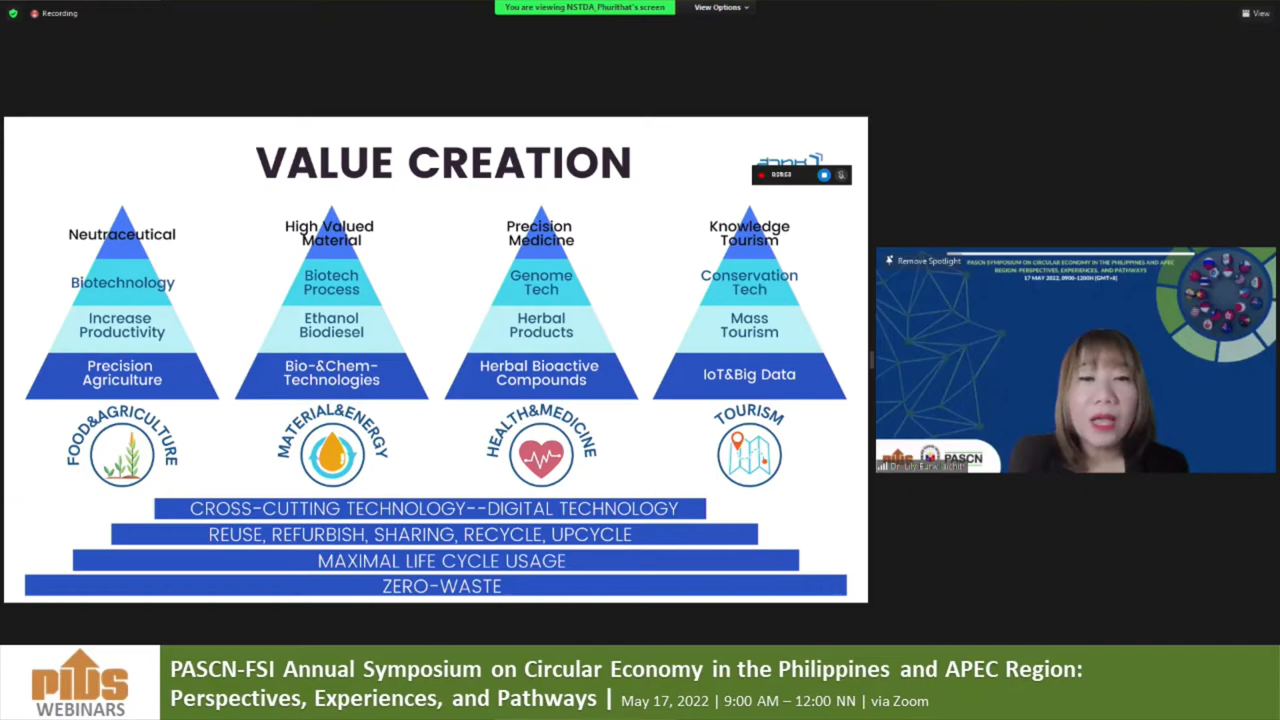 Recording
You are viewing NSTDA_Phurithat's screen
View Options
View
VALUE CREATION
Neutraceutical
Biotechnology
Increase
Productivity
Precision
Agriculture
FOOD&AGRICULTURE
High Valued
Material
Biotech
Process
Ethanol
Biodiesel
Bio-&Chem-
Technologies
MATERIAL&ENERGY
Precision
Medicine
Genome
Tech
Herbal
Products
Herbal Bioactive
Compounds
HEALTH&MEDICINE
Knowledge
Tourism
Conservation
Tech
Mass
Tourism
IoT&Big Data
TOURISM
CROSS-CUTTING TECHNOLOGY--DIGITAL TECHNOLOGY
REUSE, REFURBISH, SHARING, RECYCLE, UPCYCLE
MAXIMAL LIFE CYCLE USAGE
ZERO-WASTE
Remove Spotlight
PASCN SYMPOSIUM ON CIRCULAR ECONOMY IN THE PHILIPPINES AND APEC
REGION: PERSPECTIVES, EXPERIENCES, AND PATHWAYS
17 MAY 2022, 0900-1200H (GMT+8)
PASCN
Dr. Lily
PIDS
WEBINARS
PASCN-FSI Annual Symposium on Circular Economy in the Philippines and APEC Region:
Perspectives, Experiences, and Pathways | May 17, 2022 | 9:00 AM – 12:00 NN | via Zoom